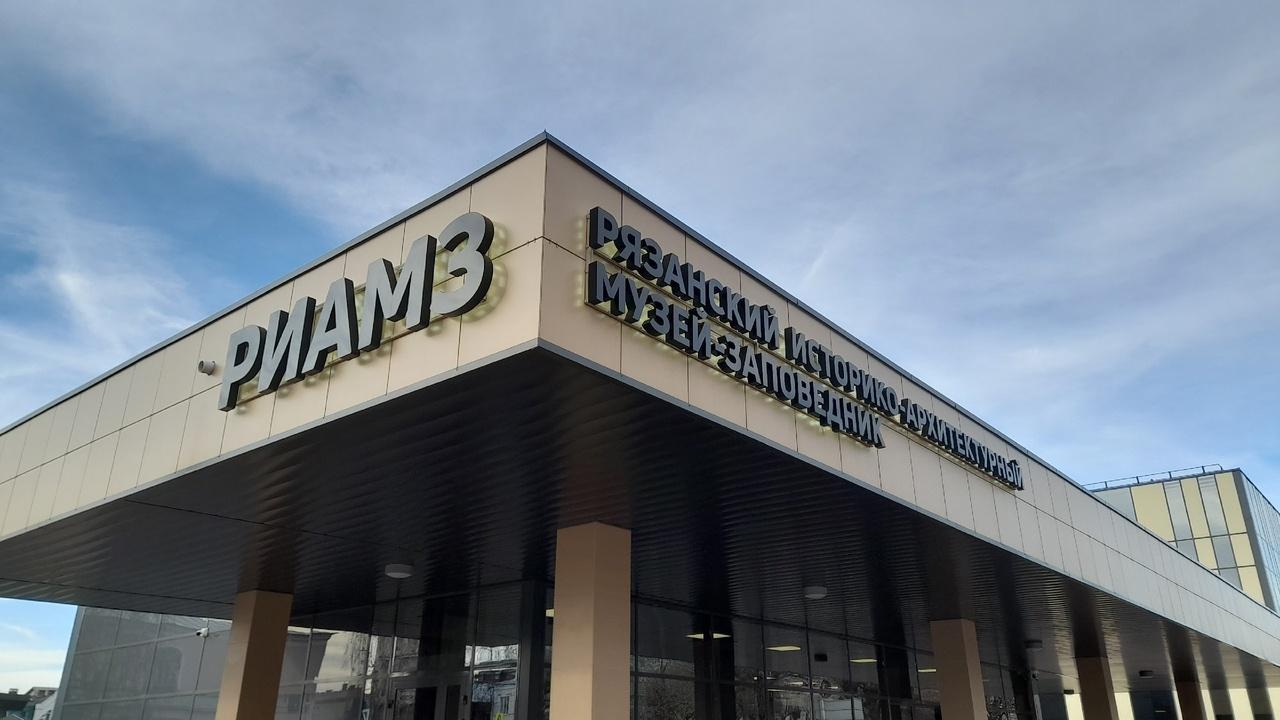 РИАМЗ
РЯЗАНСКИЙ ИСТОРИКО-АРХИТЕКТУРНЫЙ
МУЗЕЙ-ЗАПОВЕДНИК